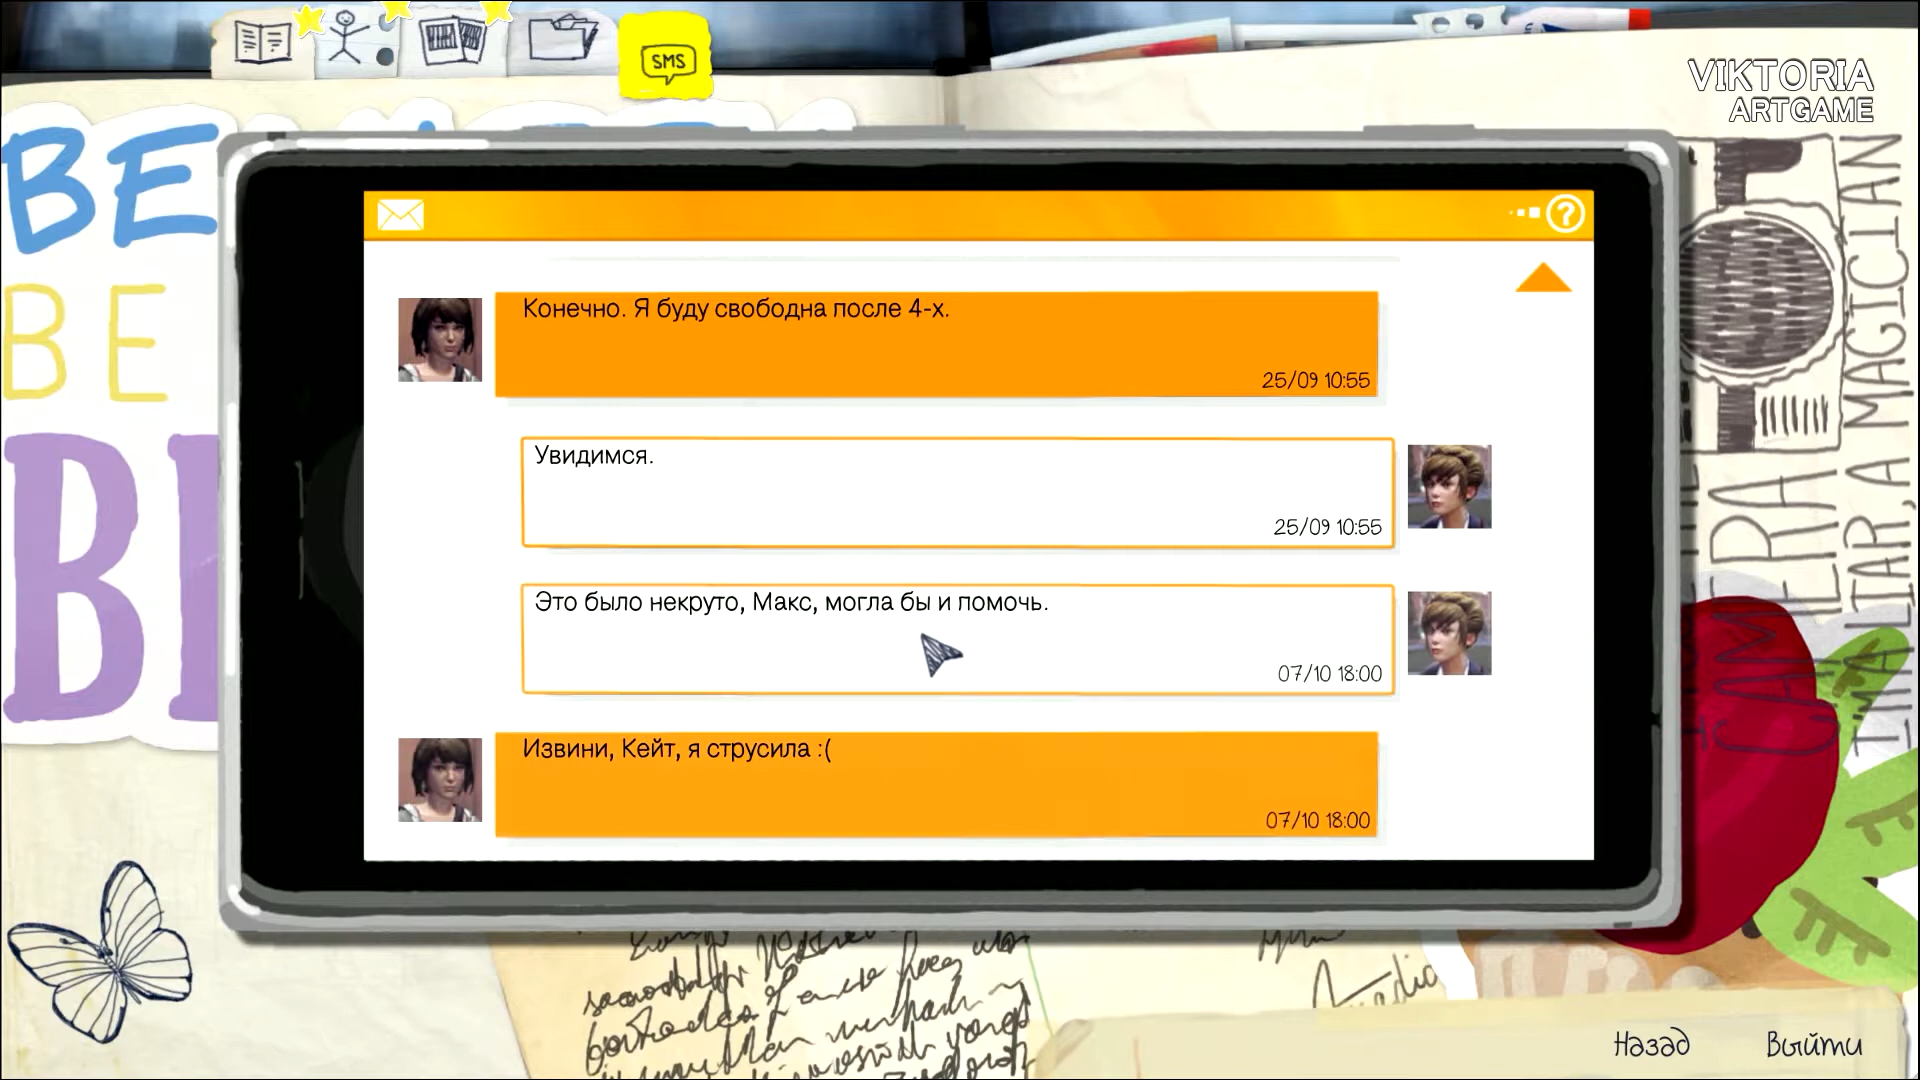 SMS
VIKTORIA
ARTGAME
BE
BE
Конечно. Я буду свободна после 4-х.
25/09 10:55
Увидимся.
25/09 10:55
Это было некруто, Макс, могла бы и помочь.
07/10 18:00
Извини, Кейт, я струсила :(
07/10 18:00
MAGICIAN
Назад
Выйти